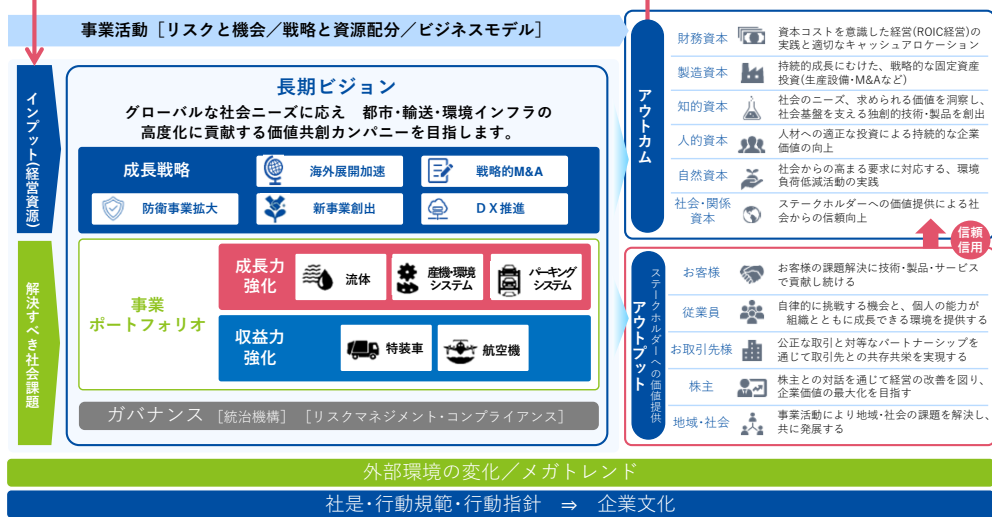 事業活動［リスクと機会／戦略と資源配分／ビジネスモデル］
インプット(経営資源)
解決すべき社会課題
長期ビジョン
グローバルな社会ニーズに応え 都市・輸送・環境インフラの
高度化に貢献する価値共創カンパニーを目指します。
成長戦略
海外展開加速
戦略的M&A
防衛事業拡大
新事業創出
DX推進
事業
ポートフォリオ
成長力
強化
流体
産機・環境
システム
パーキング
システム
収益力
強化
特装車
航空機
ガバナンス ［統治機構］ ［リスクマネジメント・コンプライアンス］
アウトカム
財務資本
資本コストを意識した経営(ROIC経営)の
実践と適切なキャッシュアロケーション
製造資本
持続的成長にむけた、戦略的な固定資産
投資(生産設備・M&Aなど)
知的資本
社会のニーズ、求められる価値を洞察し、
社会基盤を支える独創的技術・製品を創出
人的資本
人材への適正な投資による持続的な企業
価値の向上
自然資本
社会からの高まる要求に対応する、環境
負荷低減活動の実践
社会・関係
資本
ステークホルダーへの価値提供による社
会からの信頼向上
信頼
信用
アウトプット
ステークホルダーへの価値提供
お客様
お客様の課題解決に技術・製品・サービス
で貢献し続ける
従業員
自律的に挑戦する機会と、個人の能力が
組織とともに成長できる環境を提供する
お取引先様
公正な取引と対等なパートナーシップを
通じて取引先との共存共栄を実現する
株主
株主との対話を通じて経営の改善を図り、
企業価値の最大化を目指す
地域・社会
事業活動により地域・社会の課題を解決し、
共に発展する
外部環境の変化／メガトレンド
社是・行動規範・行動指針 ⇒ 企業文化